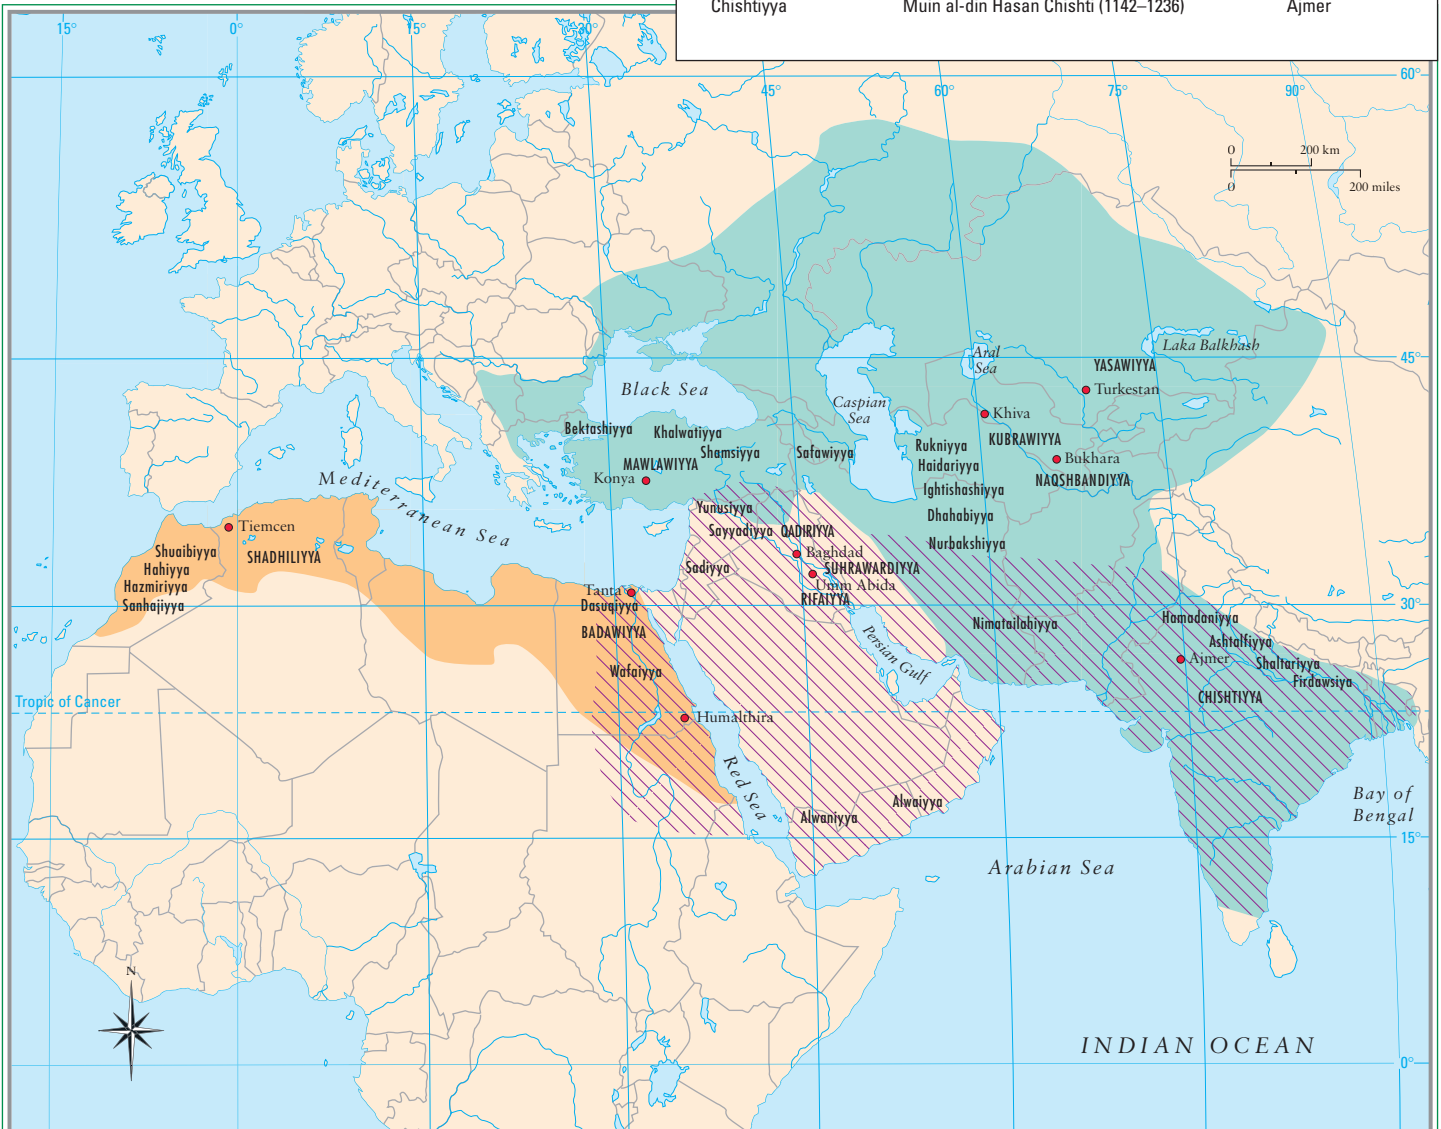 Chishtiyya Muin al-din Hasan Chishti (1142–1236) Ajmer
15° 0° 15° 30°
60°
45° 60° 75° 90°
0 200 km
0 200 miles
Aral
Sea
Laka Balkhash
45°
YASAWIYYA
Black Sea
Turkestan
Caspian
Sea
Khiva
Bektashiyya
Khalwatiyya
KUBRAWIYYA
Rukniyya
Shamsiyya
Safawiyya
MAWLAWIYYA
Haidariyya
Bukhara
Konya
NAQSHBANDIYYA
Mediterranean Sea
Ightishashiyya
Yunusiyya
Dhahabiyya
Tiemcen
Sayyadiyya
QADIRIYYA
Nurbakshiyya
Shuaibiyya
SHADHILIYYA
Baghdad
Hahiyya
Sadiyya
SUHRAWARDIYYA
Hazmiriyya
Umm Abida
Tanta
RIFAIYYA
Sanhajiyya
Dasuqiyya
30°
Hamadaniyya
BADAWIYYA
Nimatailahiyya
Ashtalfiyya
Persian Gulf
Ajmer
Shaltariyya
Wafaiyya
Firdawsiya
CHISHTIYYA
Tropic of Cancer
Humalthira
Red Sea
Bay of
Bengal
Alwaiyya
Alwaniyya
15°
Arabian Sea
N
INDIAN OCEAN
0°